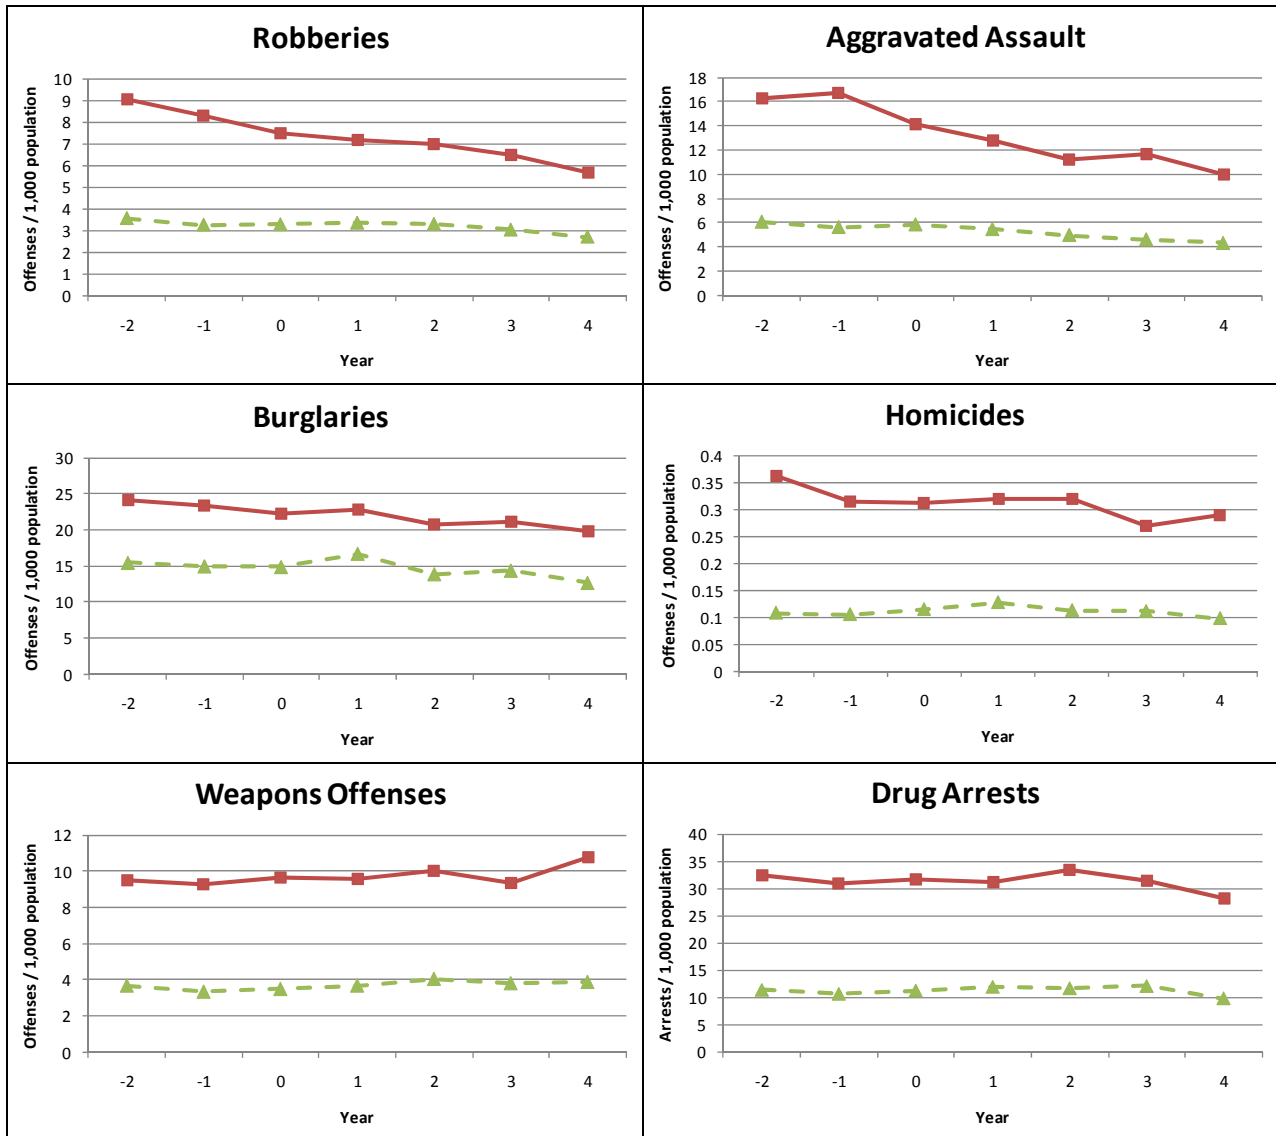 Robberies
Offenses / 1,000 population
10
9
8
7
6
5
4
3
2
1
0
-2 -1 0 1 2 3 4
Year
Aggravated Assault
Offenses / 1,000 population
18
16
14
12
10
8
6
4
2
0
-2 -1 0 1 2 3 4
Year
Burglaries
Offenses / 1,000 population
30
25
20
15
10
5
0
-2 -1 0 1 2 3 4
Year
Homicides
Offenses / 1,000 population
0.4
0.35
0.3
0.25
0.2
0.15
0.1
0.05
0
-2 -1 0 1 2 3 4
Year
Weapons Offenses
Offenses / 1,000 population
12
10
8
6
4
2
0
-2 -1 0 1 2 3 4
Year
Drug Arrests
Arrests / 1,000 population
40
35
30
25
20
15
10
5
0
-2 -1 0 1 2 3 4
Year